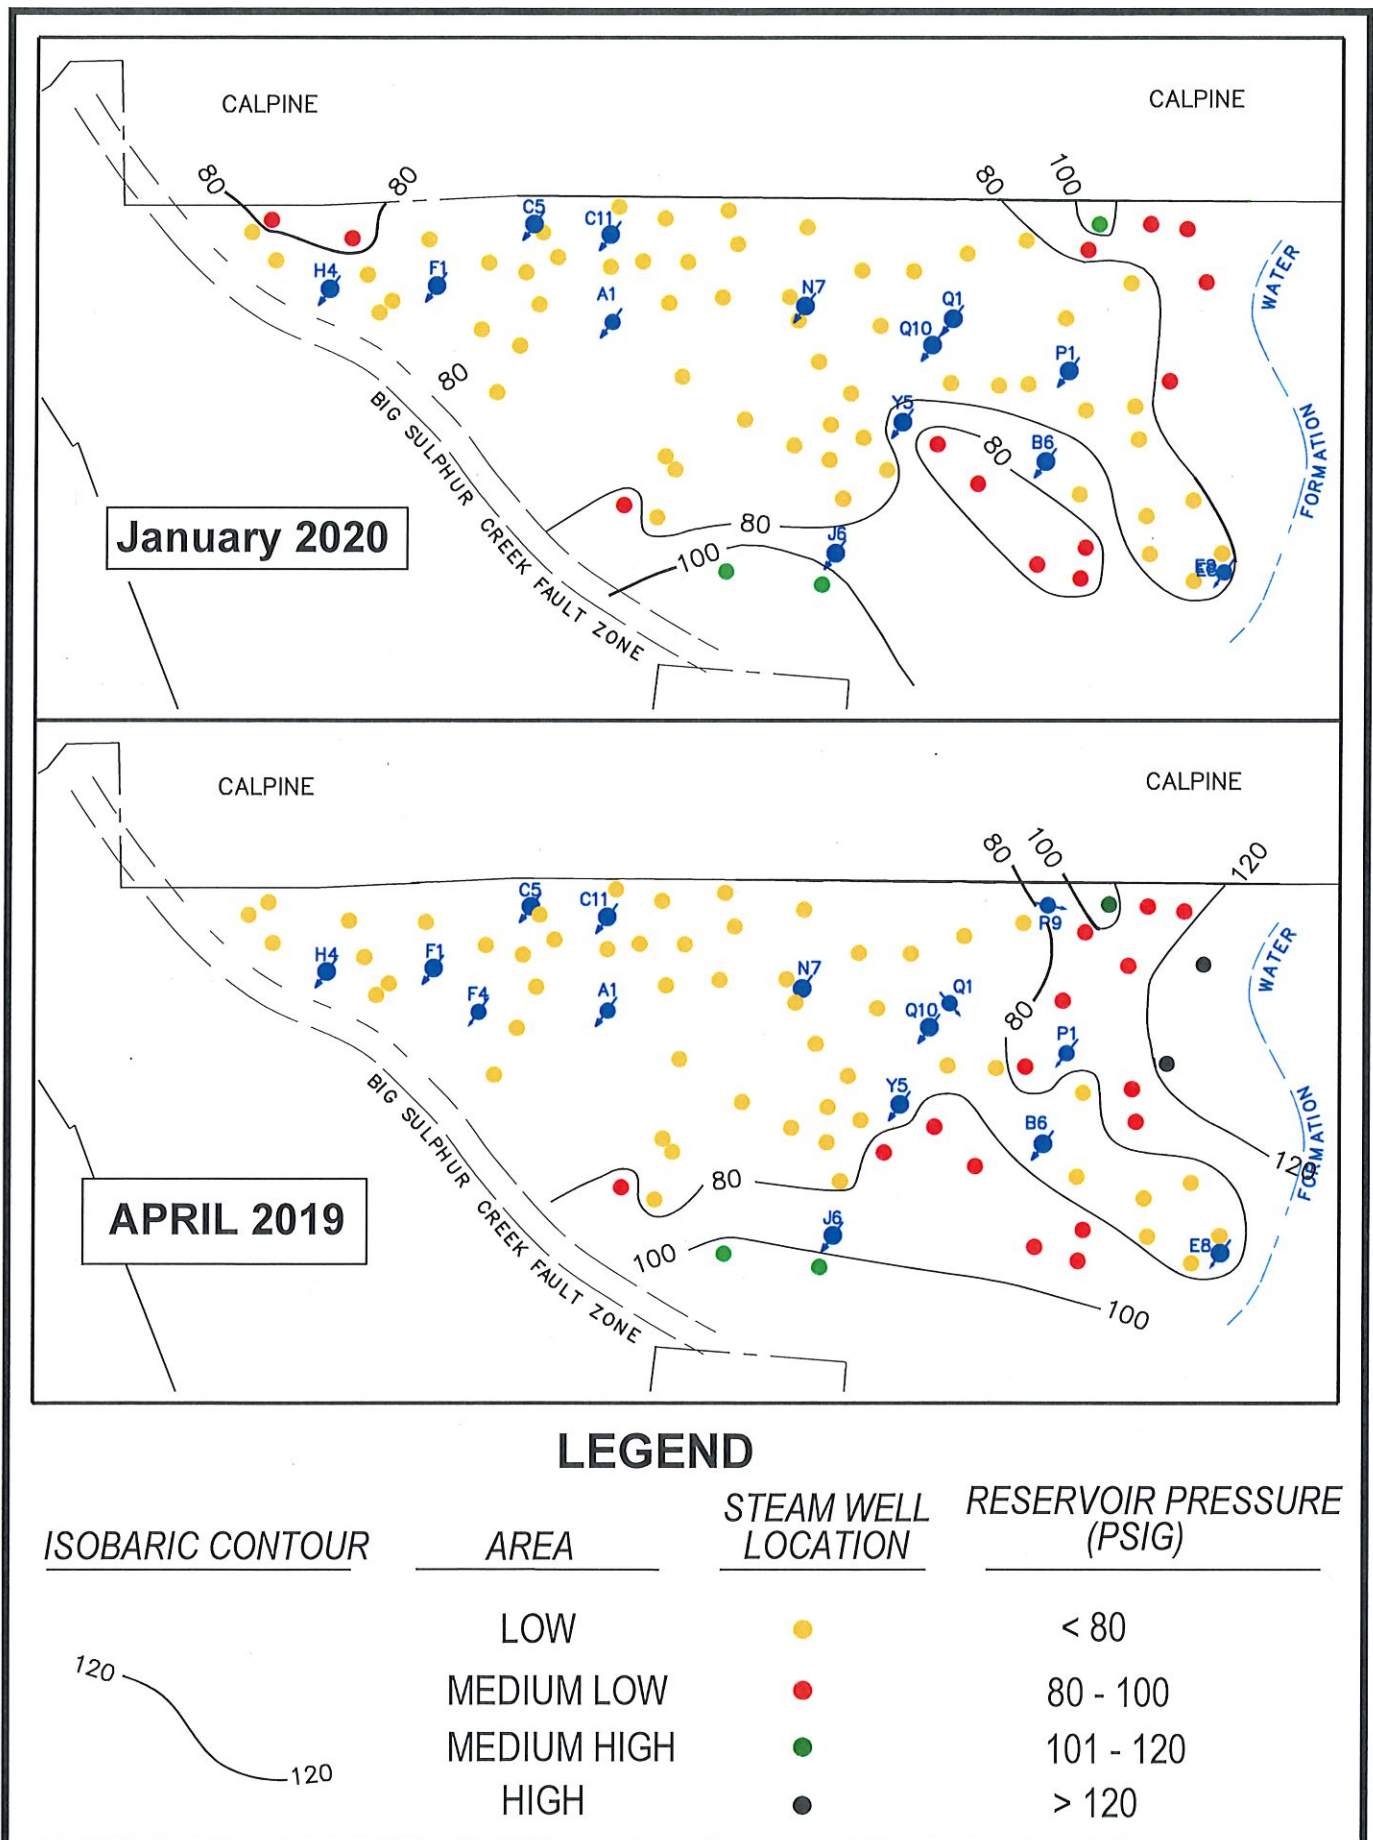 CALPINE
CALPINE
80
80
80
100
C5
C11
H4
F1
A1
N7
Q1
Q10
P1
WATER
FORMATION
80
Y5
B6
80
BIG SULPHUR CREEK FAULT ZONE
January 2020
80
J6
100
E8
CALPINE
CALPINE
80
100
120
C5
C11
R9
H4
F1
F4
A1
N7
Q1
Q10
80
P1
WATER
FORMATION
Y5
B6
120
BIG SULPHUR CREEK FAULT ZONE
80
APRIL 2019
J6
E8
100
100
LEGEND
ISOBARIC CONTOUR
AREA
STEAM WELL
LOCATION
RESERVOIR PRESSURE
(PSIG)
LOW
< 80
120
120
MEDIUM LOW
80 - 100
MEDIUM HIGH
101 - 120
HIGH
> 120